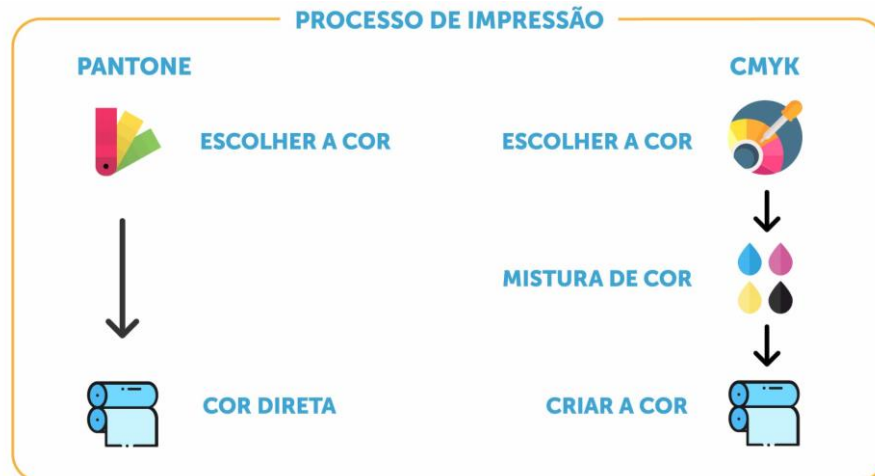 PROCESSO DE IMPRESSÃO
PANTONE
CMYK
ESCOLHER A COR
ESCOLHER A COR
MISTURA DE COR
COR DIRETA
CRIAR A COR